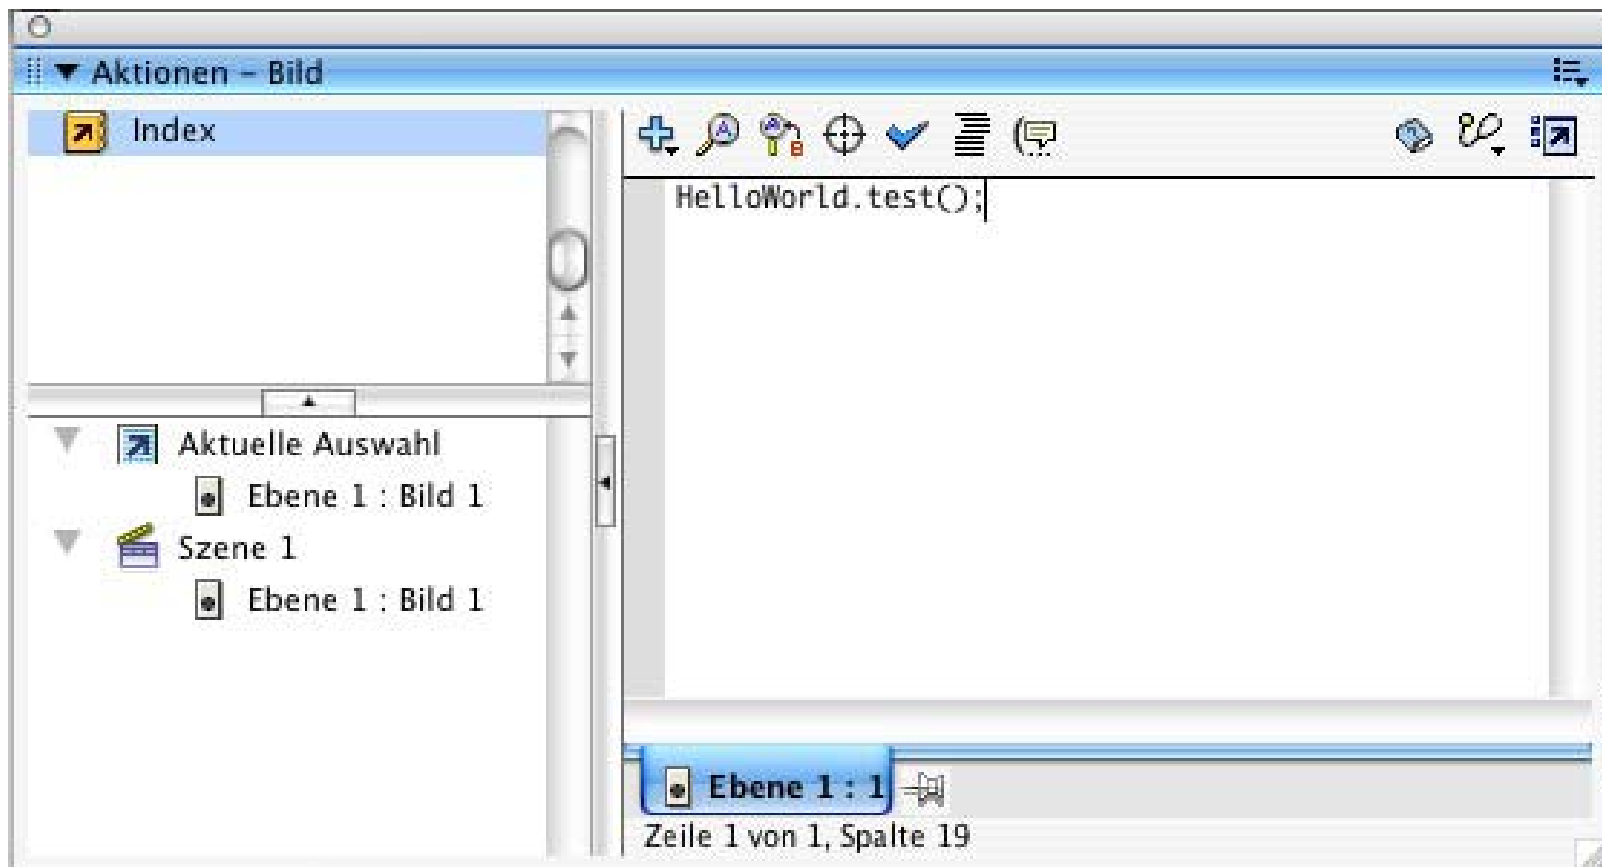 Aktionen – Bild
Index
HelloWorld.test();
Aktuelle Auswahl
Ebene 1 : Bild 1
Szene 1
Ebene 1 : Bild 1
Ebene 1 : 1
Zeile 1 von 1, Spalte 19